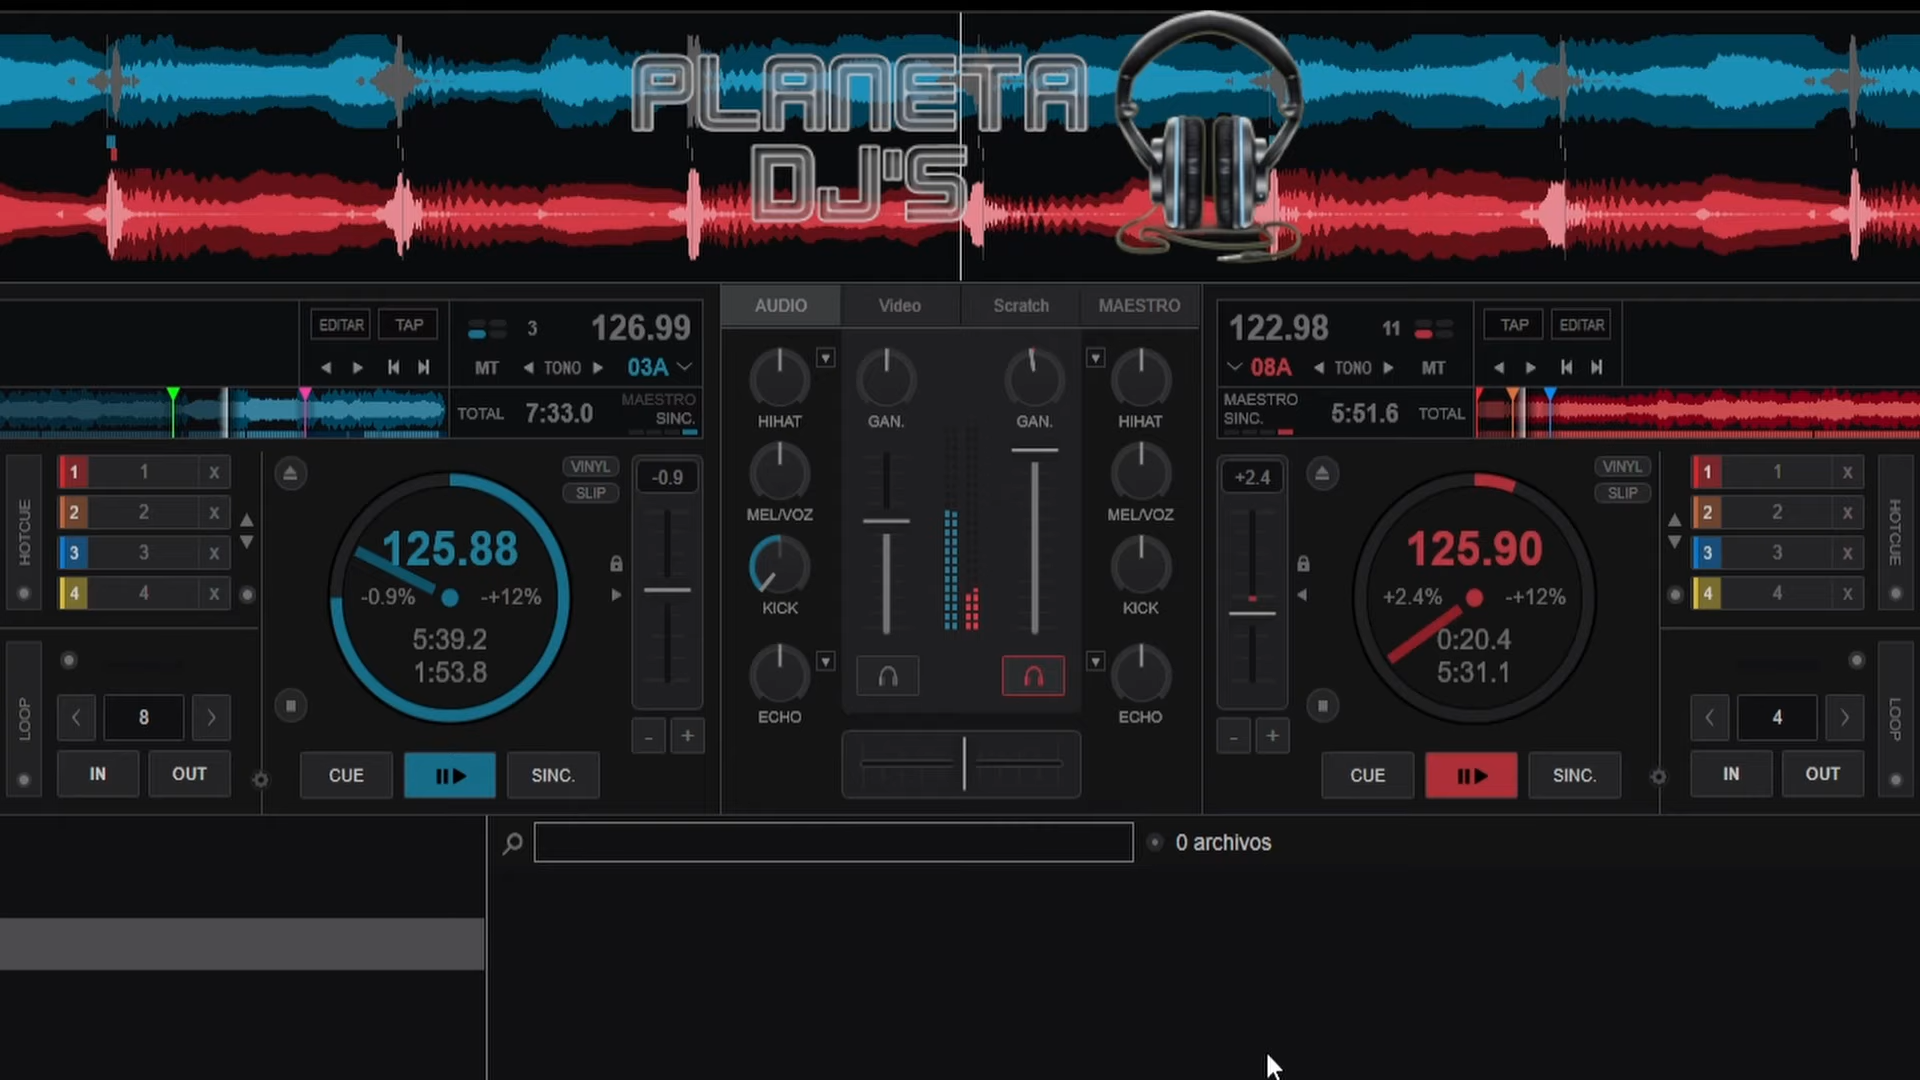 PLANETA
DJ'S
EDITAR TAP
3 126.99
MT TONO 03A
TOTAL 7:33.0 MAESTRO
SINC.
AUDIO Video Scratch MAESTRO
HIHAT GAN. GAN. HIHAT
MEL/VOZ MEL/VOZ
KICK KICK
ECHO ECHO
122.98 11
08A TONO MT
MAESTRO
SINC. 5:51.6 TOTAL
TAP EDITAR
HOTCUE
1 1 x
2 2 x
3 3 x
4 4 x
VINYL
SLIP
-0.9
125.88
-0.9% -+12%
5:39.2
1:53.8
LOOP
8
IN OUT
CUE SINC.
- +
+2.4
VINYL
SLIP
125.90
+2.4% -+12%
0:20.4
5:31.1
- +
CUE SINC.
1 1 x
2 2 x
3 3 x
4 4 x
HOTCUE
4
IN OUT
LOOP
0 archivos